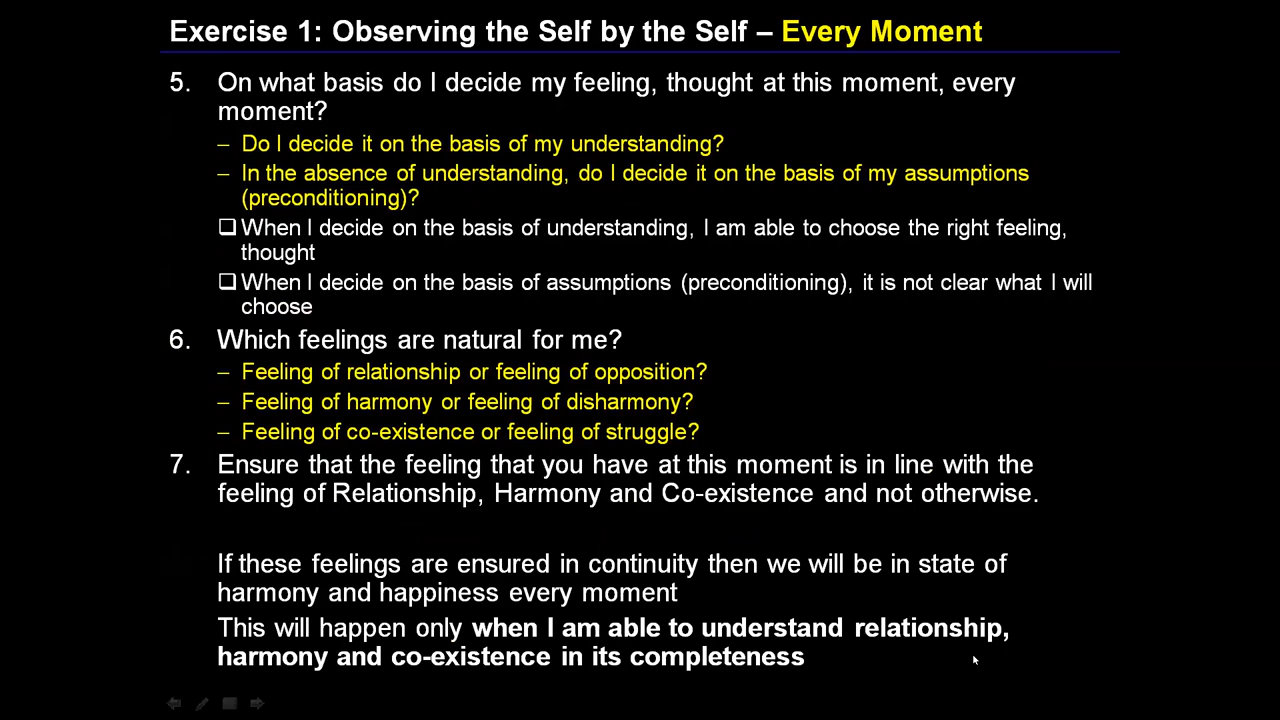 Exercise 1: Observing the Self by the Self – Every Moment
5. On what basis do I decide my feeling, thought at this moment, every
moment?
– Do I decide it on the basis of my understanding?
– In the absence of understanding, do I decide it on the basis of my assumptions
(preconditioning)?
❑ When I decide on the basis of understanding, I am able to choose the right feeling,
thought
❑ When I decide on the basis of assumptions (preconditioning), it is not clear what I will
choose
6. Which feelings are natural for me?
– Feeling of relationship or feeling of opposition?
– Feeling of harmony or feeling of disharmony?
– Feeling of co-existence or feeling of struggle?
7. Ensure that the feeling that you have at this moment is in line with the
feeling of Relationship, Harmony and Co-existence and not otherwise.
If these feelings are ensured in continuity then we will be in state of
harmony and happiness every moment
This will happen only when I am able to understand relationship,
harmony and co-existence in its completeness